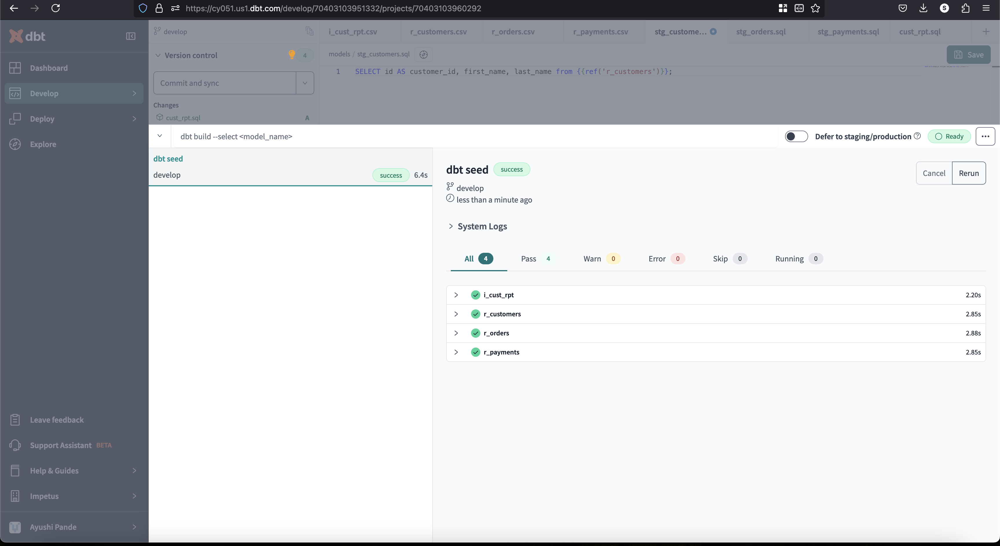 https://cy051.us1.dbt.com/develop/70403103951332/projects/70403103960292
S
dbt
Dashboard
Develop
Deploy
Explore
Leave feedback
Support Assistant BETA
Help & Guides
Impetus
Ayushi Pande
develop
Version control
4
Commit and sync
Changes
cust_rpt.sql A
i_cust_rpt.csv
r_customers.csv
r_orders.csv
r_payments.csv
stg_custome...
stg_orders.sql
stg_payments.sql
cust_rpt.sql
models / stg_customers.sql
Save
1 SELECT id AS customer_id, first_name, last_name from {{ref('r_customers')}};
dbt build --select <model_name>
Defer to staging/production
Ready
dbt seed
develop success 6.4s
dbt seed success
Cancel Rerun
develop
less than a minute ago
System Logs
All 4 Pass 4 Warn 0 Error 0 Skip 0 Running 0
i_cust_rpt 2.20s
r_customers 2.85s
r_orders 2.88s
r_payments 2.85s